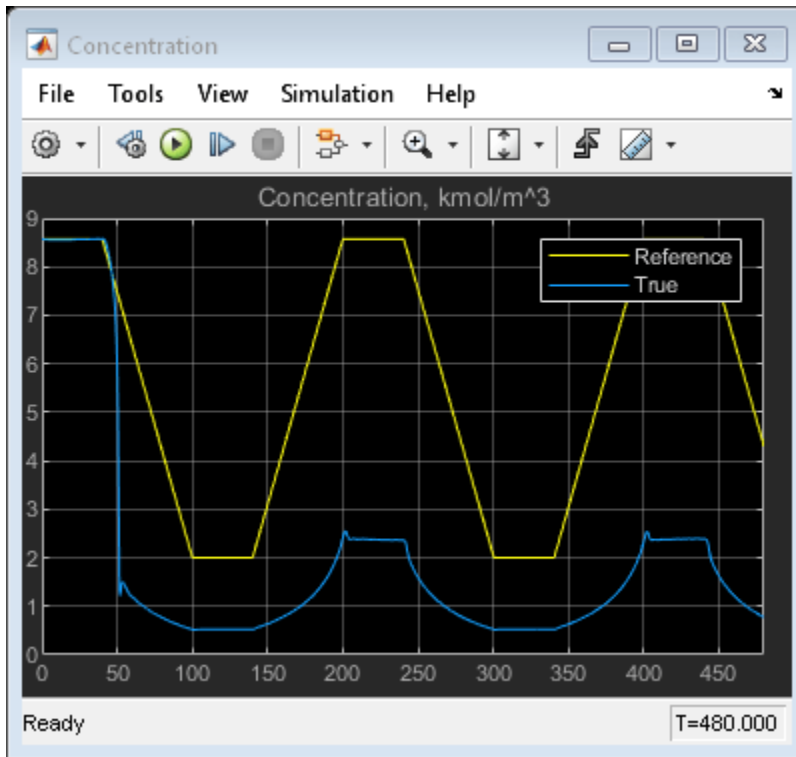 Concentration
File Tools View Simulation Help
Concentration, kmol/m^3
9
8
7
6
5
4
3
2
1
0
Reference
True
0 50 100 150 200 250 300 350 400 450
Ready T=480.000